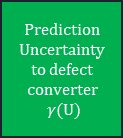 Prediction
Uncertainty
to defect
converter
γ(U)